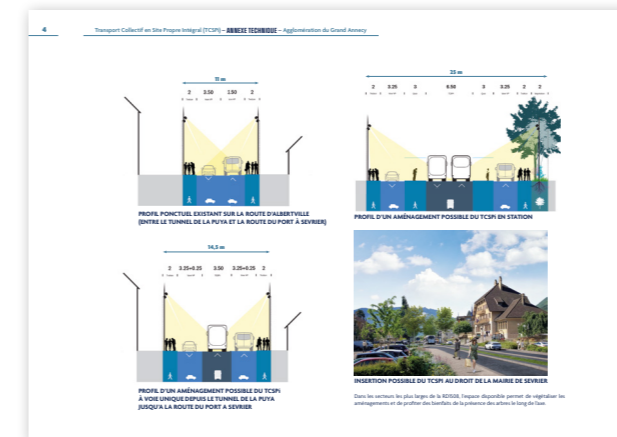 4
Transport Collectif en Site Propre Intégral (TCSPi) – ANNEXE TECHNIQUE – Agglomération du Grand Annecy
11 m
2 3.50 3.50 2
PROFIL PONCTUEL EXISTANT SUR LA ROUTE D'ALBERTVILLE
(ENTRE LE TUNNEL DE LA PUYA ET LA ROUTE DU PORT À SEVRIER)
25 m
2 3.25 3 6.50 3 3.25 2 2
PROFIL D'UN AMÉNAGEMENT POSSIBLE DU TCSPi EN STATION
14,5 m
2 3.25+0.25 3.50 3.25+0.25 2
PROFIL D'UN AMÉNAGEMENT POSSIBLE DU TCSPi
À VOIE UNIQUE DEPUIS LE TUNNEL DE LA PUYA
JUSQU'A LA ROUTE DU PORT A SEVRIER
INSERTION POSSIBLE DU TCSPi AU DROIT DE LA MAIRIE DE SEVRIER
Dans les secteurs les plus larges de la RD1508, l'espace disponible permet de végétaliser les
aménagements et de profiter des bienfaits de la présence des arbres le long de l'axe